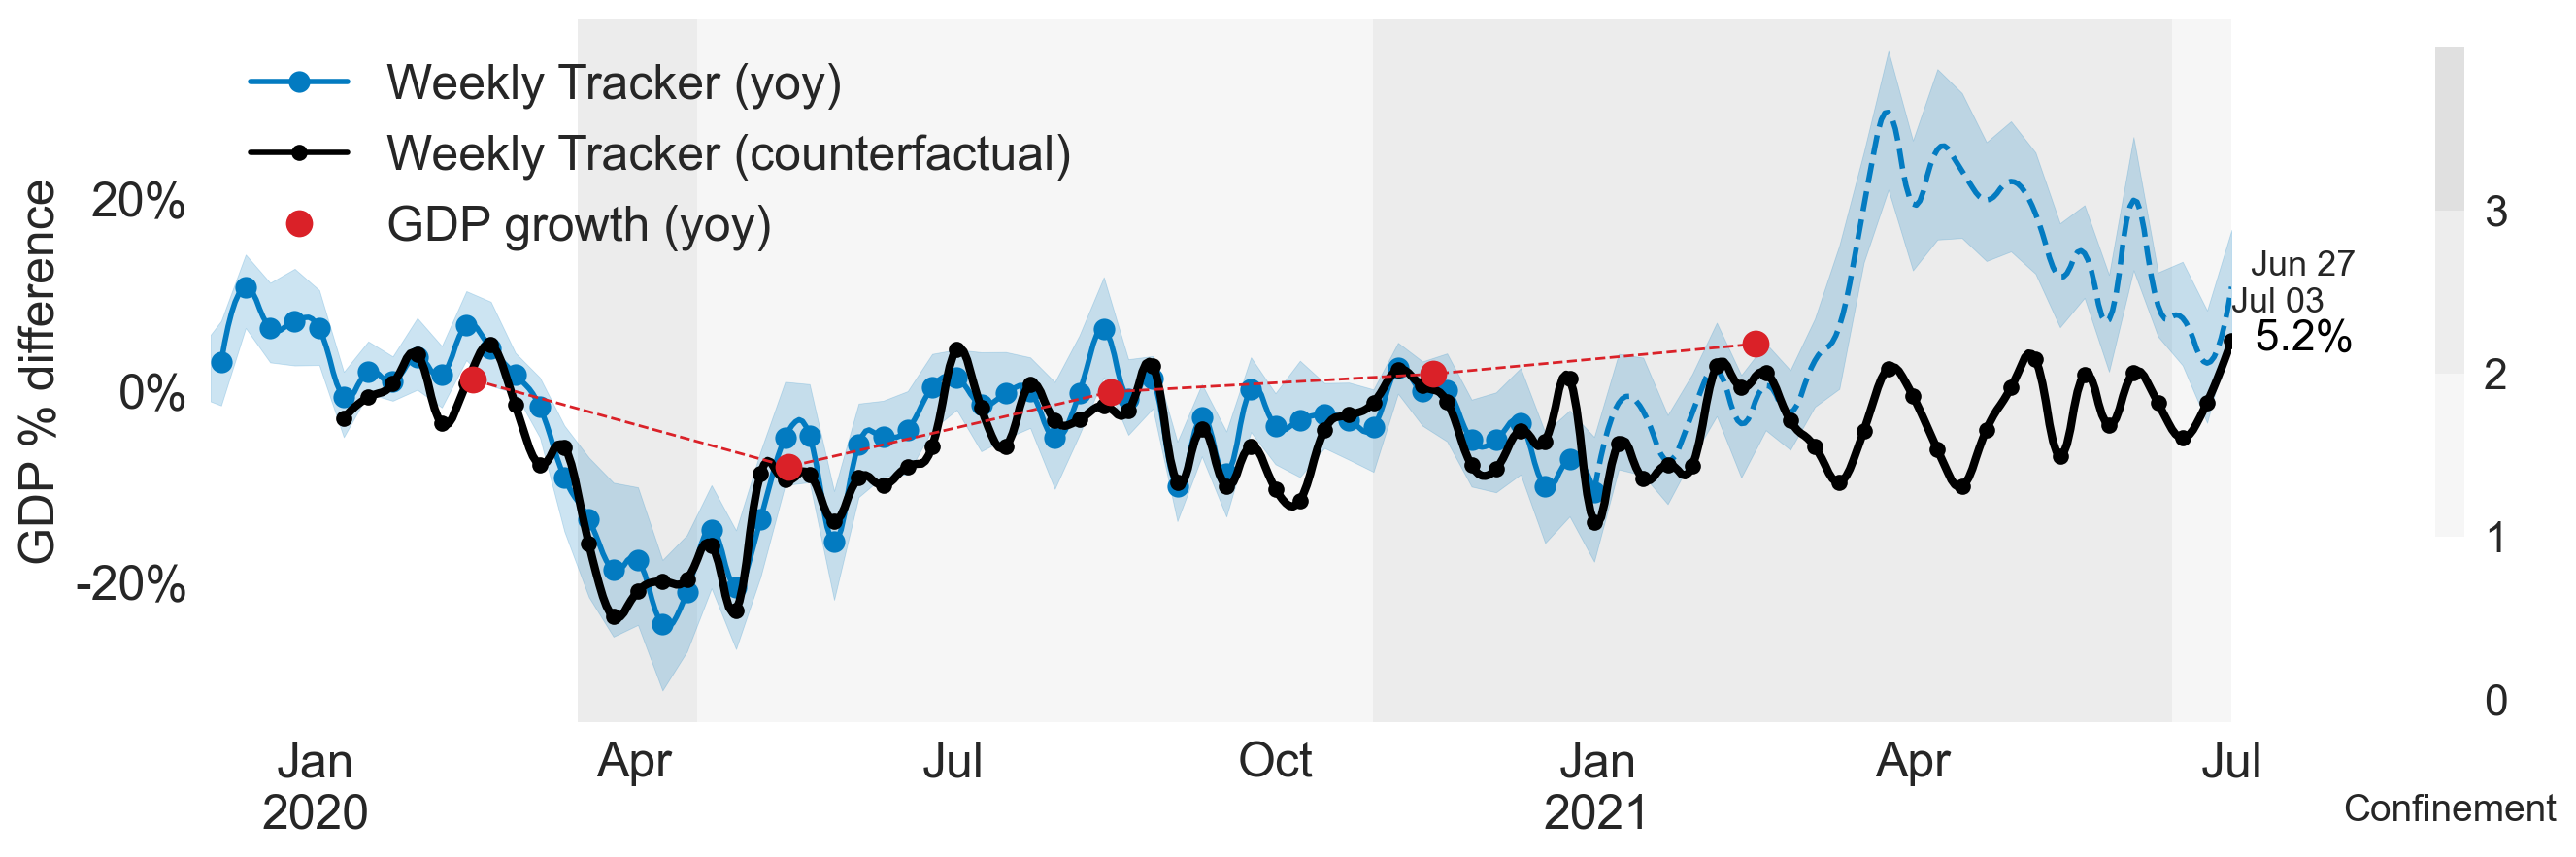 Weekly Tracker (yoy)
Weekly Tracker (counterfactual)
GDP growth (yoy)
GDP % difference
20%
0%
-20%
Jun 27
Jul 03
5.2%
3
2
1
0
Jan
2020
Apr
Jul
Oct
Jan
2021
Apr
Jul
Confinement